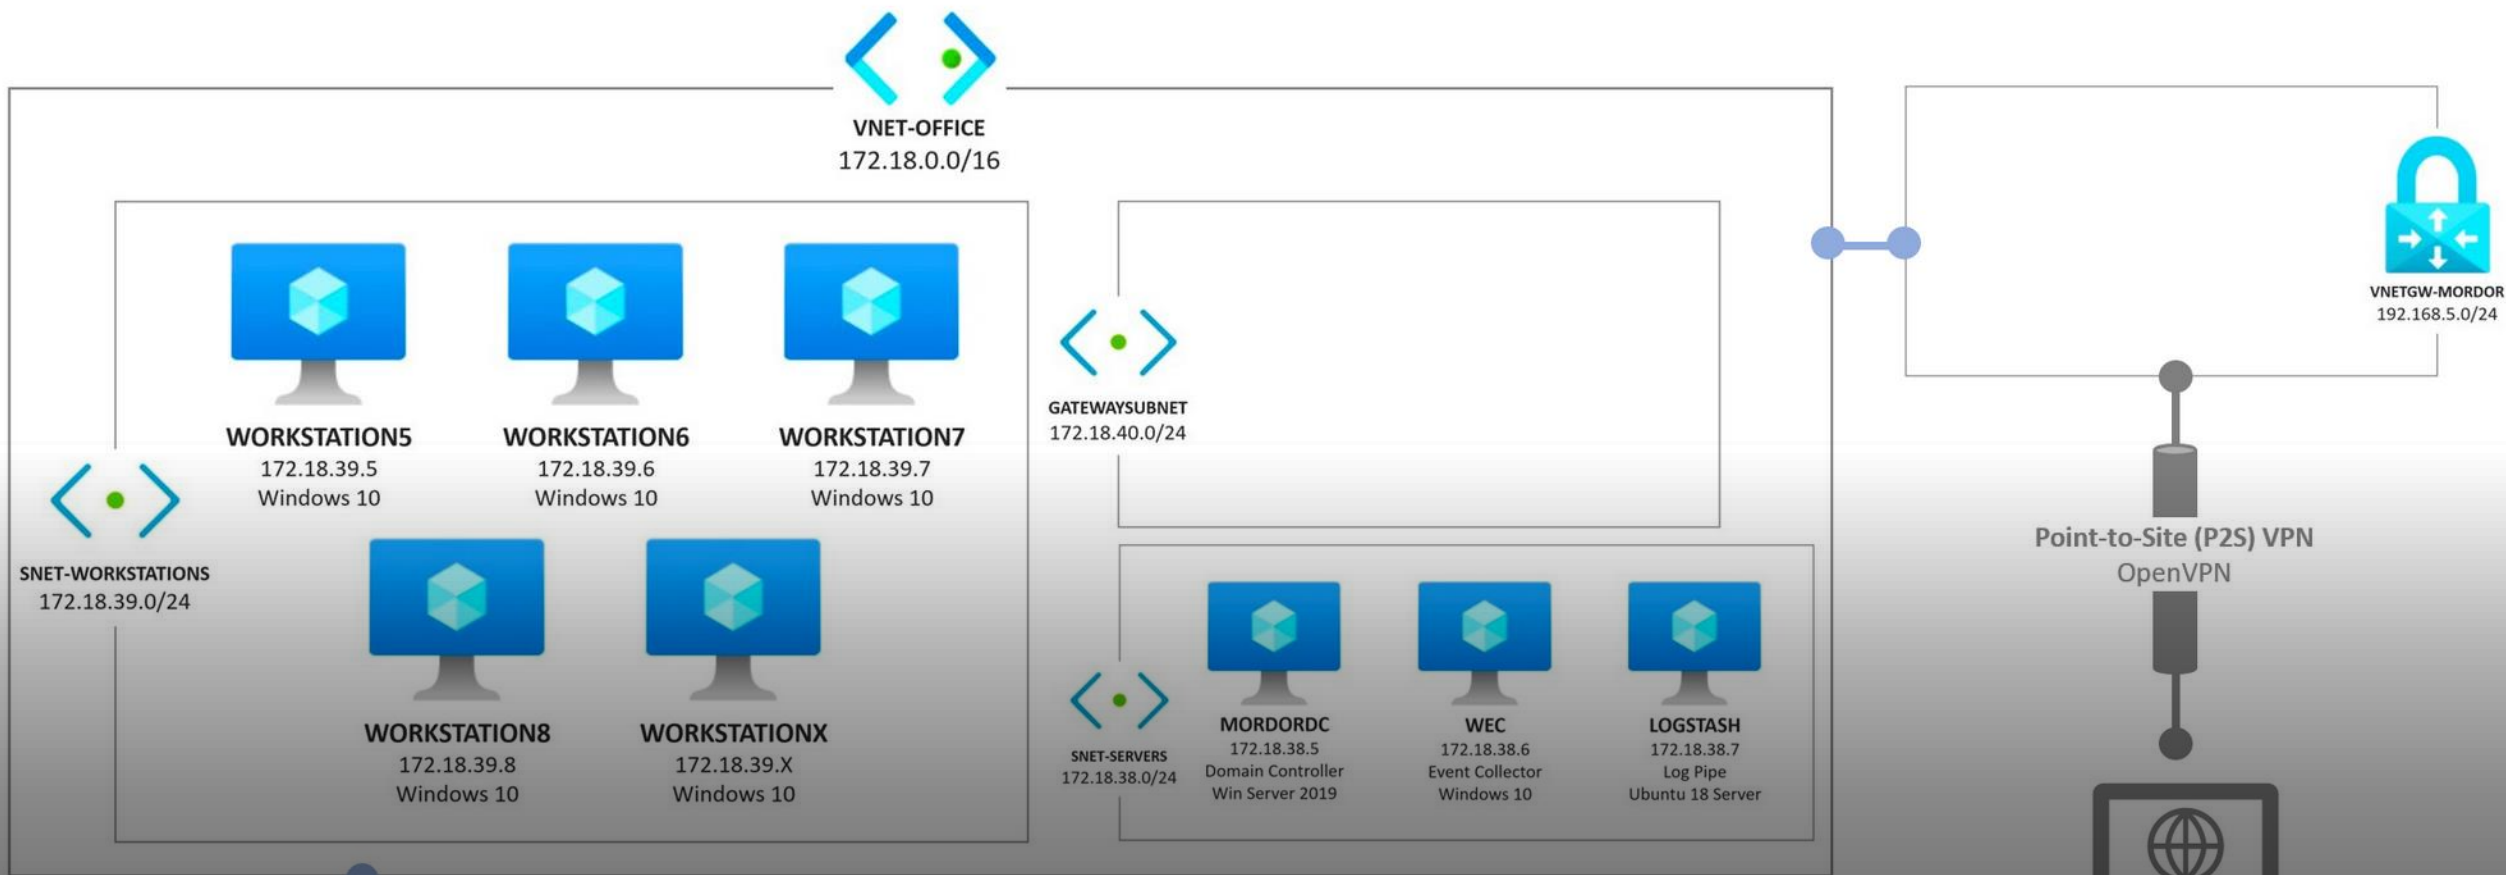 VNET-OFFICE
172.18.0.0/16
WORKSTATION5
172.18.39.5
Windows 10
WORKSTATION6
172.18.39.6
Windows 10
WORKSTATION7
172.18.39.7
Windows 10
SNET-WORKSTATIONS
172.18.39.0/24
WORKSTATION8
172.18.39.8
Windows 10
WORKSTATIONX
172.18.39.X
Windows 10
GATEWAYSUBNET
172.18.40.0/24
SNET-SERVERS
172.18.38.0/24
MORDORDC
172.18.38.5
Domain Controller
Win Server 2019
WEC
172.18.38.6
Event Collector
Windows 10
LOGSTASH
172.18.38.7
Log Pipe
Ubuntu 18 Server
VNETGW-MORDOR
192.168.5.0/24
Point-to-Site (P2S) VPN
OpenVPN